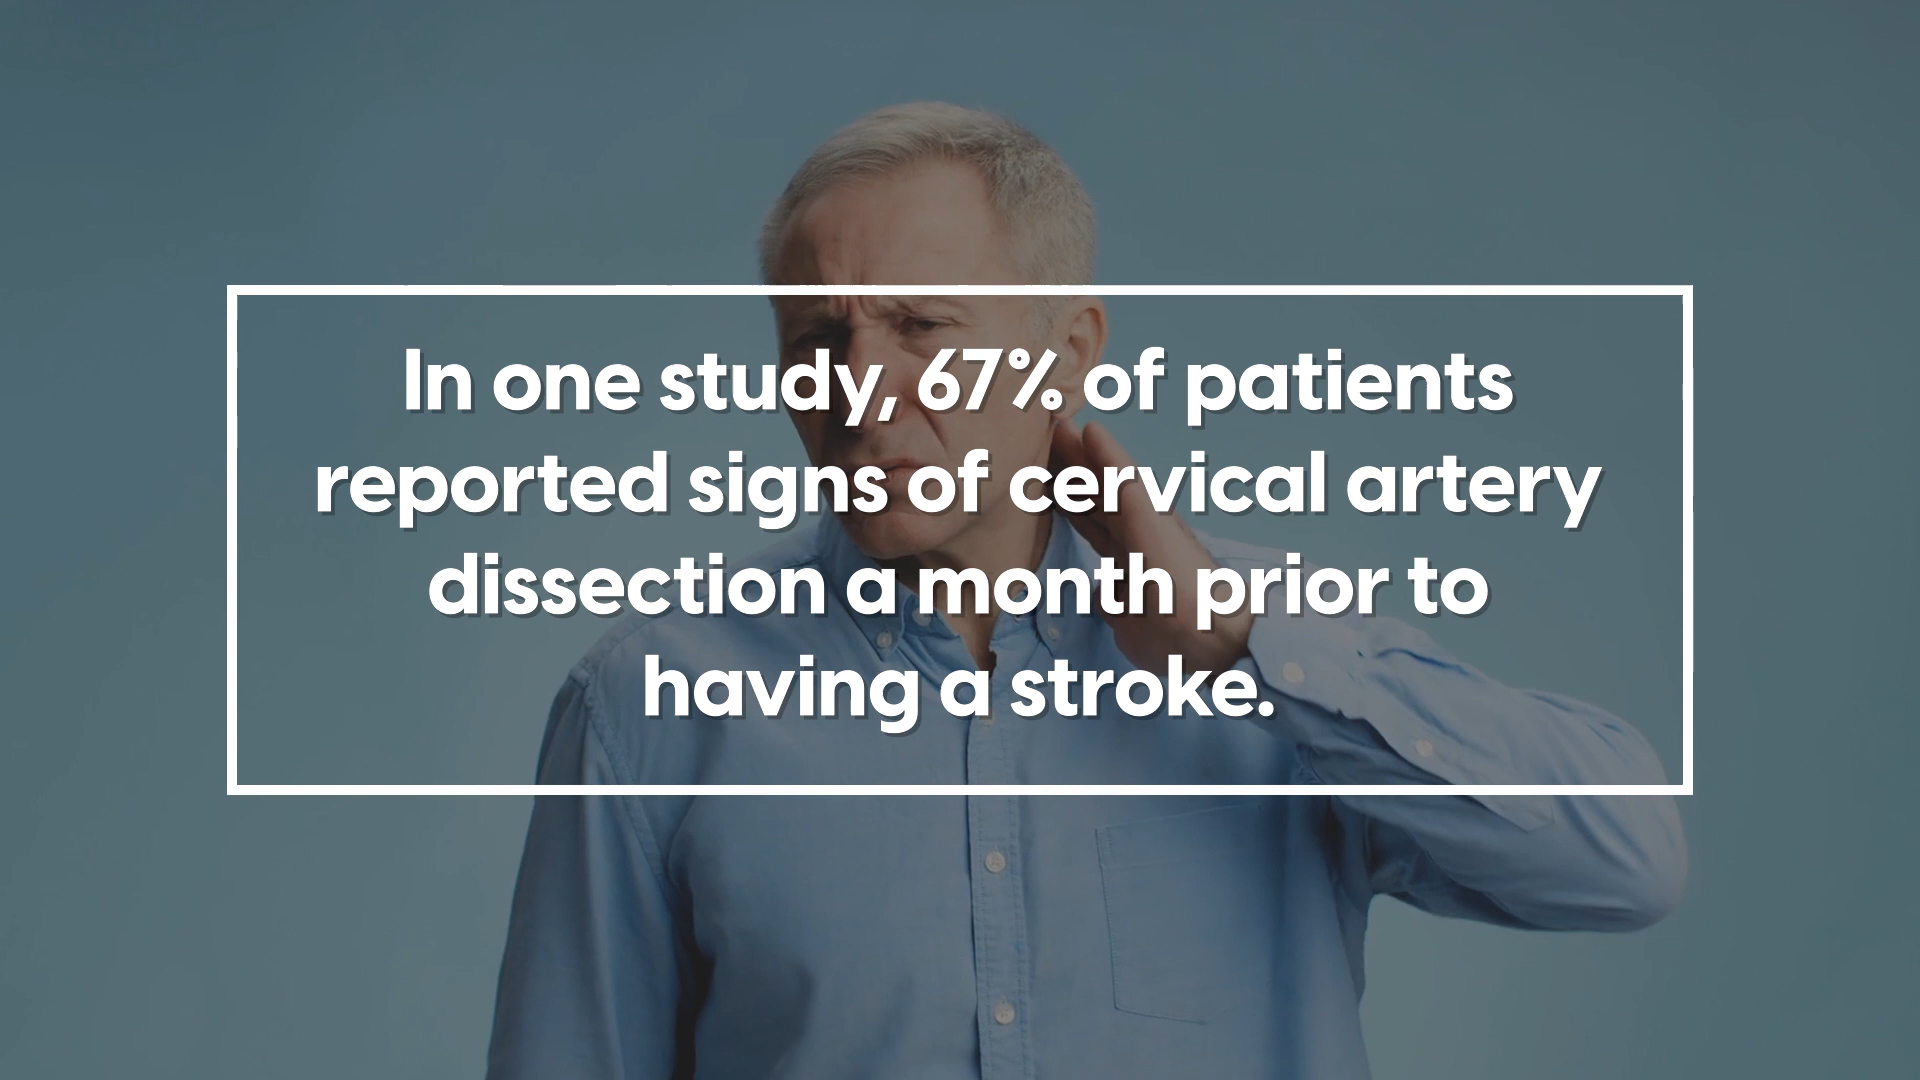 In one study, 67% of patients
reported signs of cervical artery
dissection a month prior to
having a stroke.